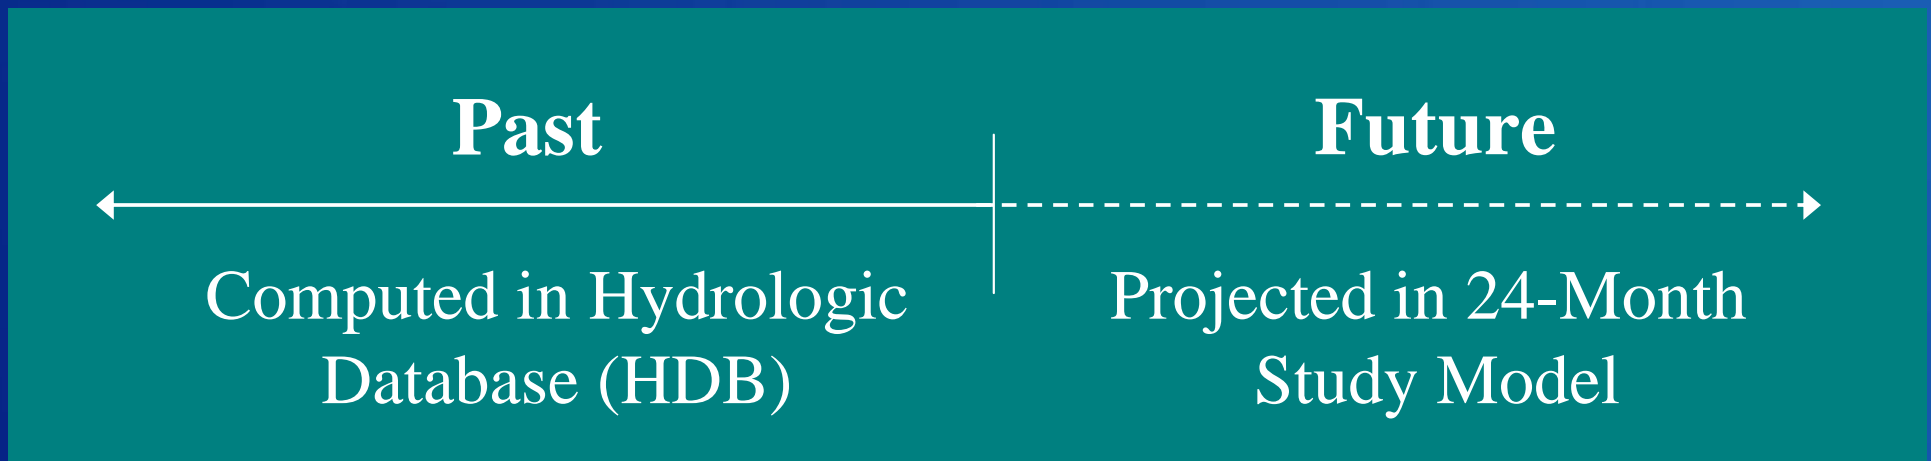 Past
Future
Computed in Hydrologic
Database (HDB)
Projected in 24-Month
Study Model